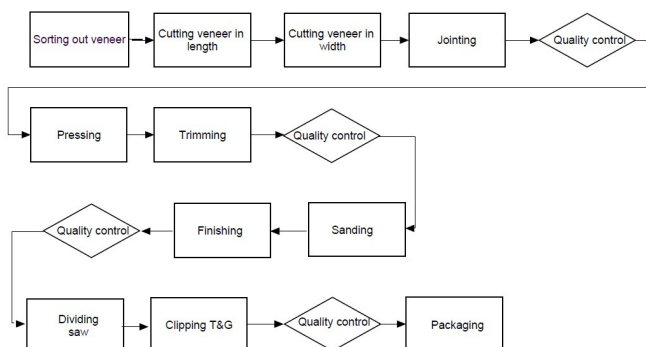 Sorting out veneer
Cutting veneer in
length
Cutting veneer in
width
Jointing
Quality control
Pressing
Trimming
Quality control
Sanding
Finishing
Quality control
Dividing
saw
Clipping T&G
Quality control
Packaging